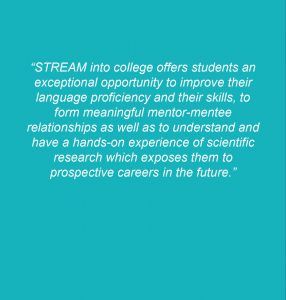 “STREAM into college offers students an
exceptional opportunity to improve their
language proficiency and their skills, to
form meaningful mentor-mentee
relationships as well as to understand and
have a hands-on experience of scientific
research which exposes them to
prospective careers in the future.”